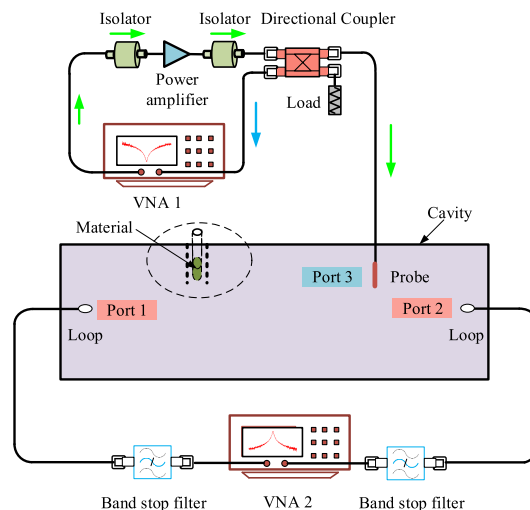 Isolator
Isolator
Directional Coupler
Power
amplifier
Load
VNA 1
Material
Cavity
Port 3
Probe
Port 1
Port 2
Loop
Loop
Band stop filter
VNA 2
Band stop filter